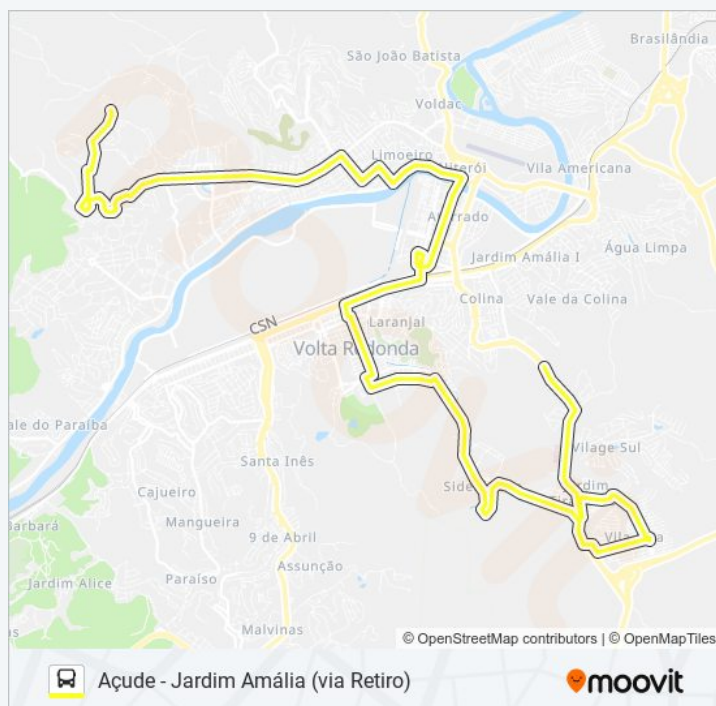 Brasilândia
São João Batista
Voldac
Limoeiro
Niterói
Vila Americana
Aterrado
Água Limpa
Jardim Amália I
Colina
Vale da Colina
CSN
Laranjal
Volta Redonda
ale do Paraíba
Vilage Sul
Santa Inês
Side
Jardim
Cajueiro
Mangueira
9 de Abril
Barbará
Assunção
Paraíso
Jardim Alice
Malvinas
© OpenStreetMap contributors | © OpenMapTiles
Açude - Jardim Amália (via Retiro)
moovit